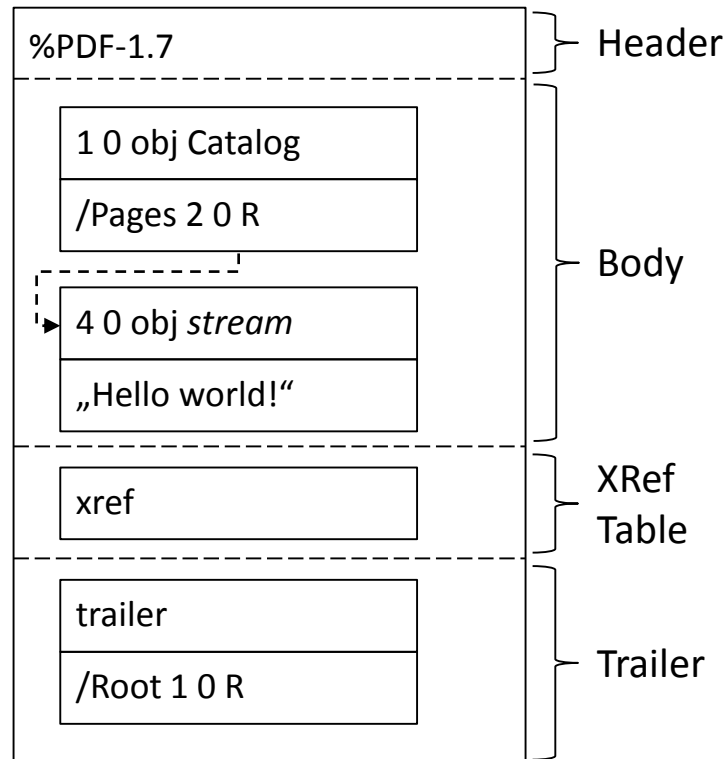 %PDF-1.7
Header
1 0 obj Catalog
/Pages 2 0 R
Body
4 0 obj stream
„Hello world!“
xref
XRef
Table
trailer
/Root 1 0 R
Trailer